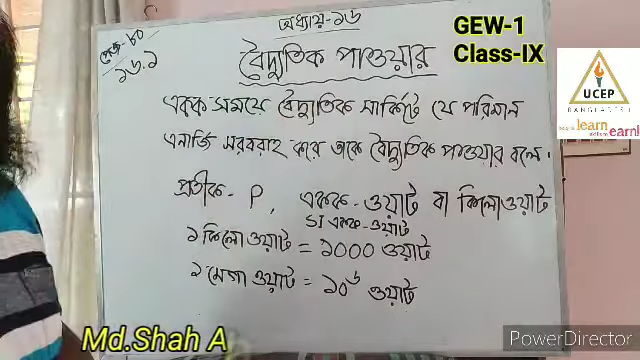 অধ্যায়-১৬
পেজ-৮০
১৬.১
বৈদ্যুতিক পাওয়ার
একক সময়ে বৈদ্যুতিক সার্কিটে যে পরিমান
এনার্জি সরবরাহ করে তাকে বৈদ্যুতিক পাওয়ার বলে।
প্রতীক - P, একক - ওয়াট বা কিলোওয়াট
SI একক - ওয়াট
১ কিলোওয়াট = ১০০০ ওয়াট
১ মেগাওয়াট = ১০^৬ ওয়াট
GEW-1
Class-IX
UCEP
BANGLADESH
learn
earn
Md.Shah A
PowerDirector